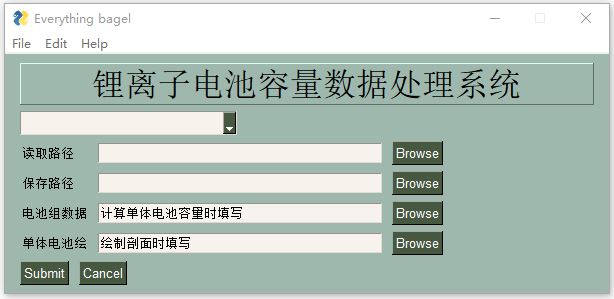 Everything bagel
File Edit Help
锂离子电池容量数据处理系统
读取路径 Browse
保存路径 Browse
电池组数据 计算单体电池容量时填写 Browse
单体电池绘 绘制剖面时填写 Browse
Submit Cancel